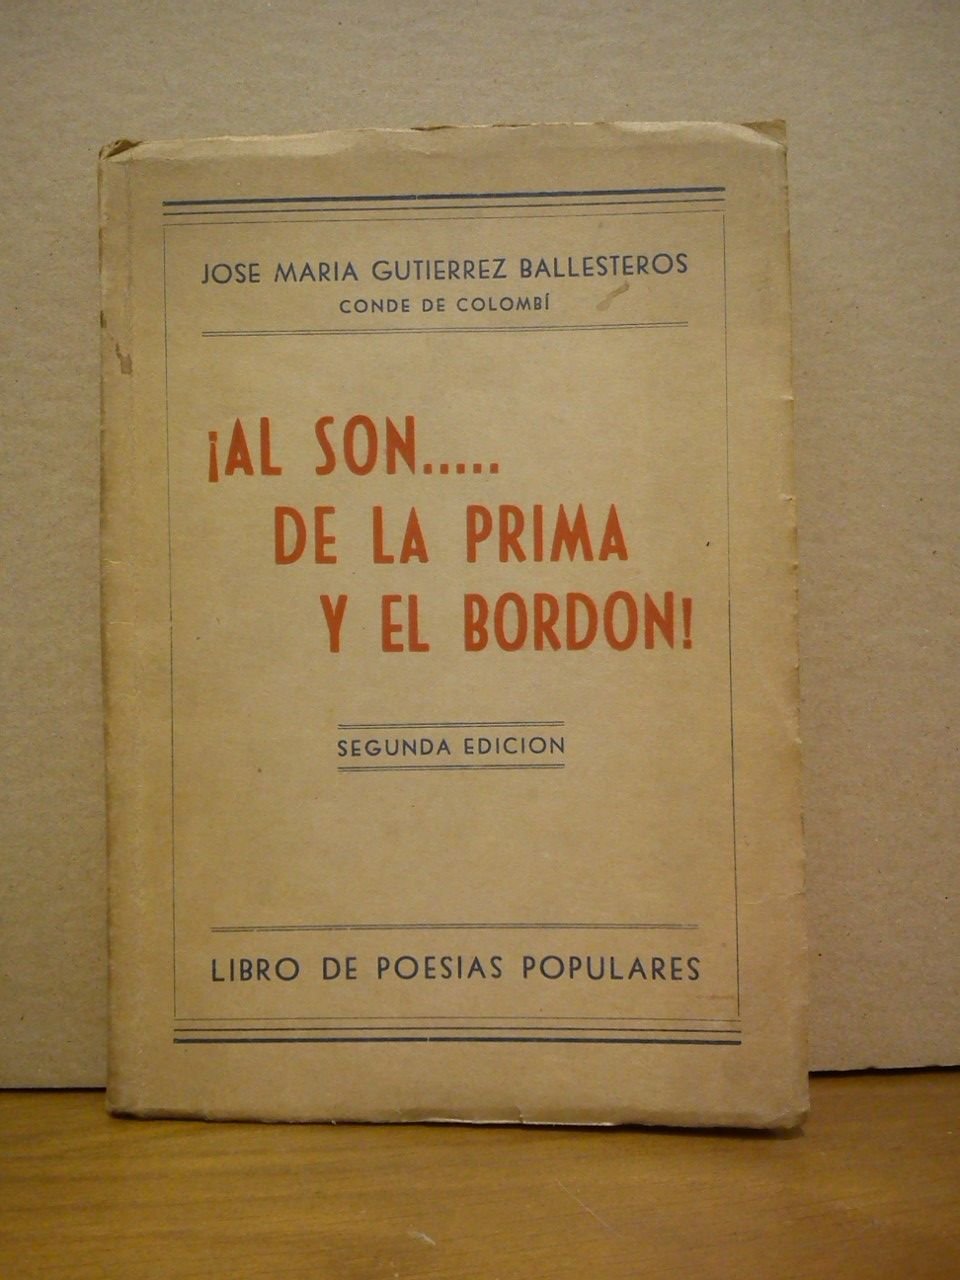 JOSE MARIA GUTIERREZ BALLESTEROS
CONDE DE COLOMBÍ
¡AL SON.....
DE LA PRIMA
Y EL BORDON!
SEGUNDA EDICION
LIBRO DE POESIAS POPULARES